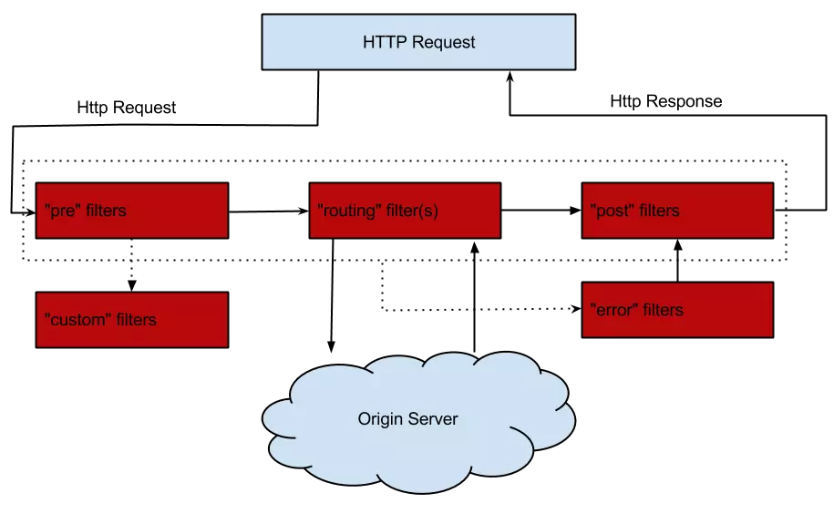 HTTP Request
Http Request
Http Response
"pre" filters
"routing" filter(s)
"post" filters
"custom" filters
"error" filters
Origin Server